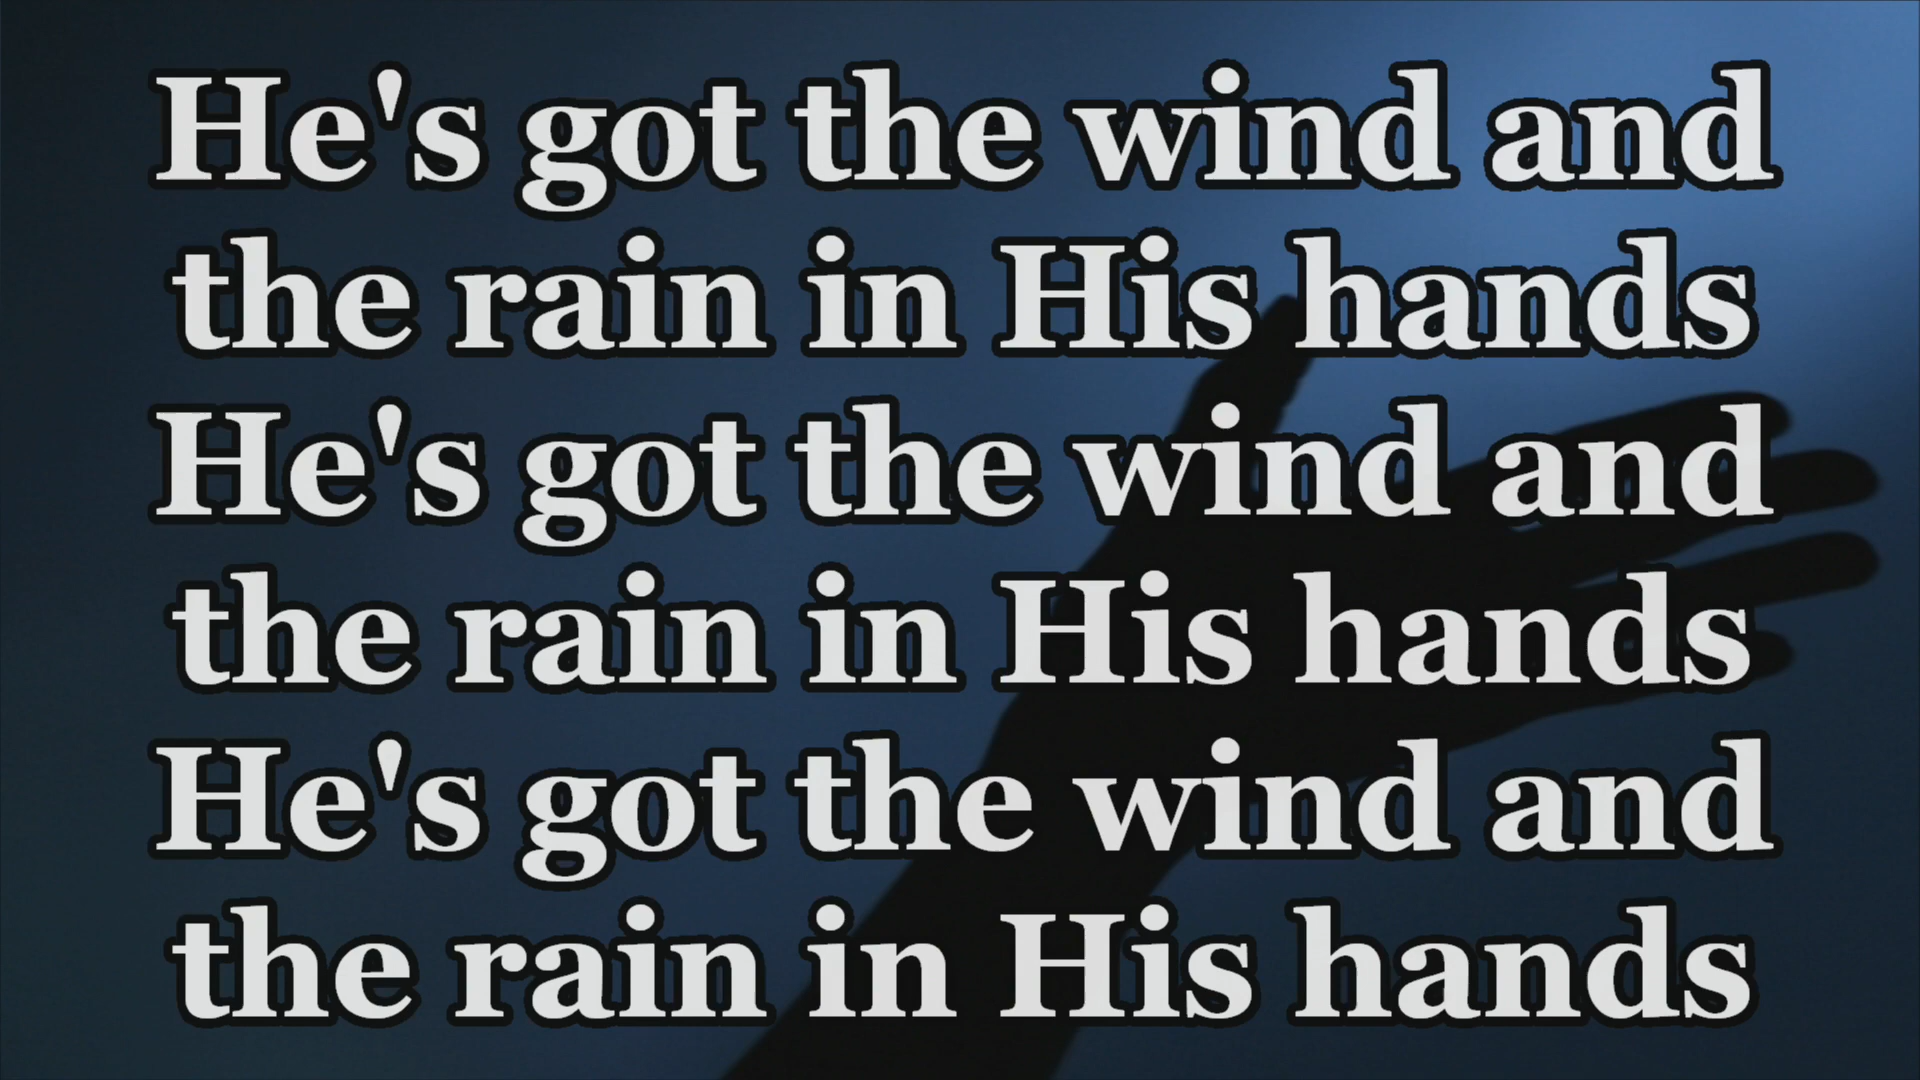 He's got the wind and
the rain in His hands
He's got the wind and
the rain in His hands
He's got the wind and
the rain in His hands